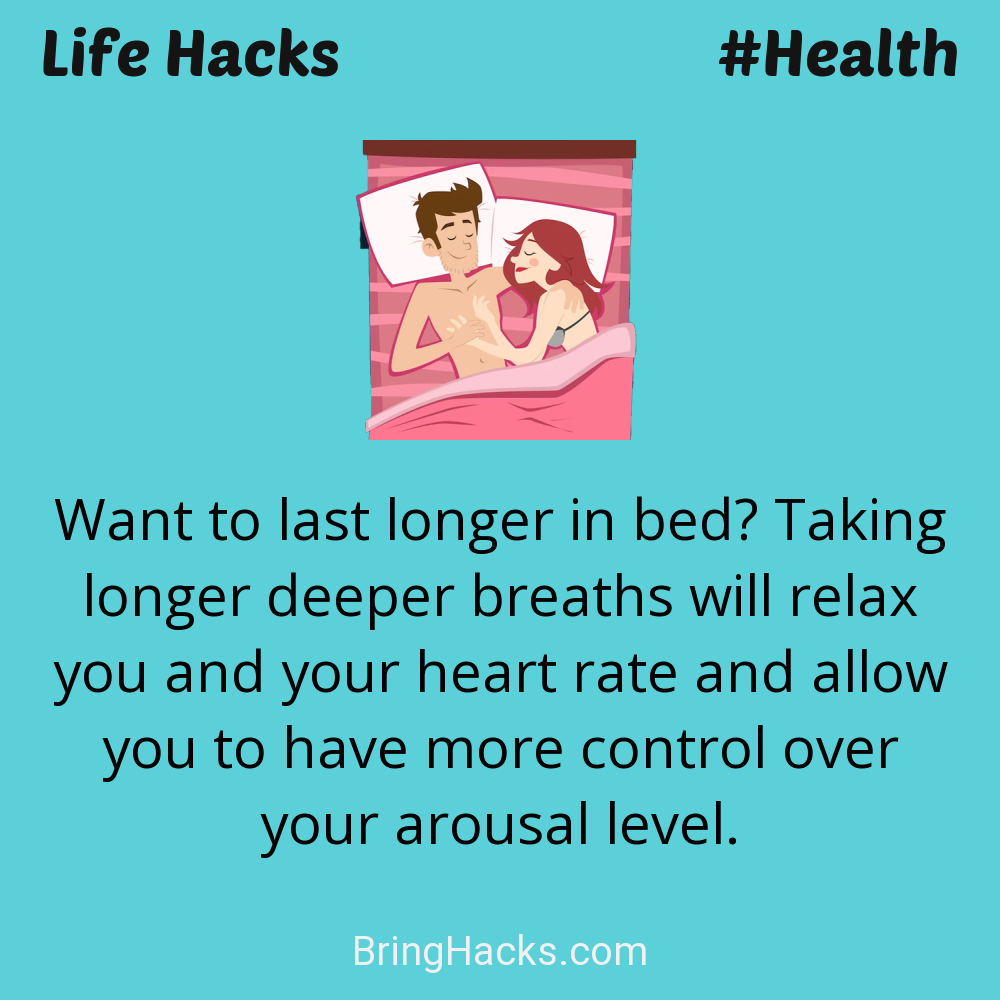 Life Hacks
#Health
Want to last longer in bed? Taking
longer deeper breaths will relax
you and your heart rate and allow
you to have more control over
your arousal level.
BringHacks.com